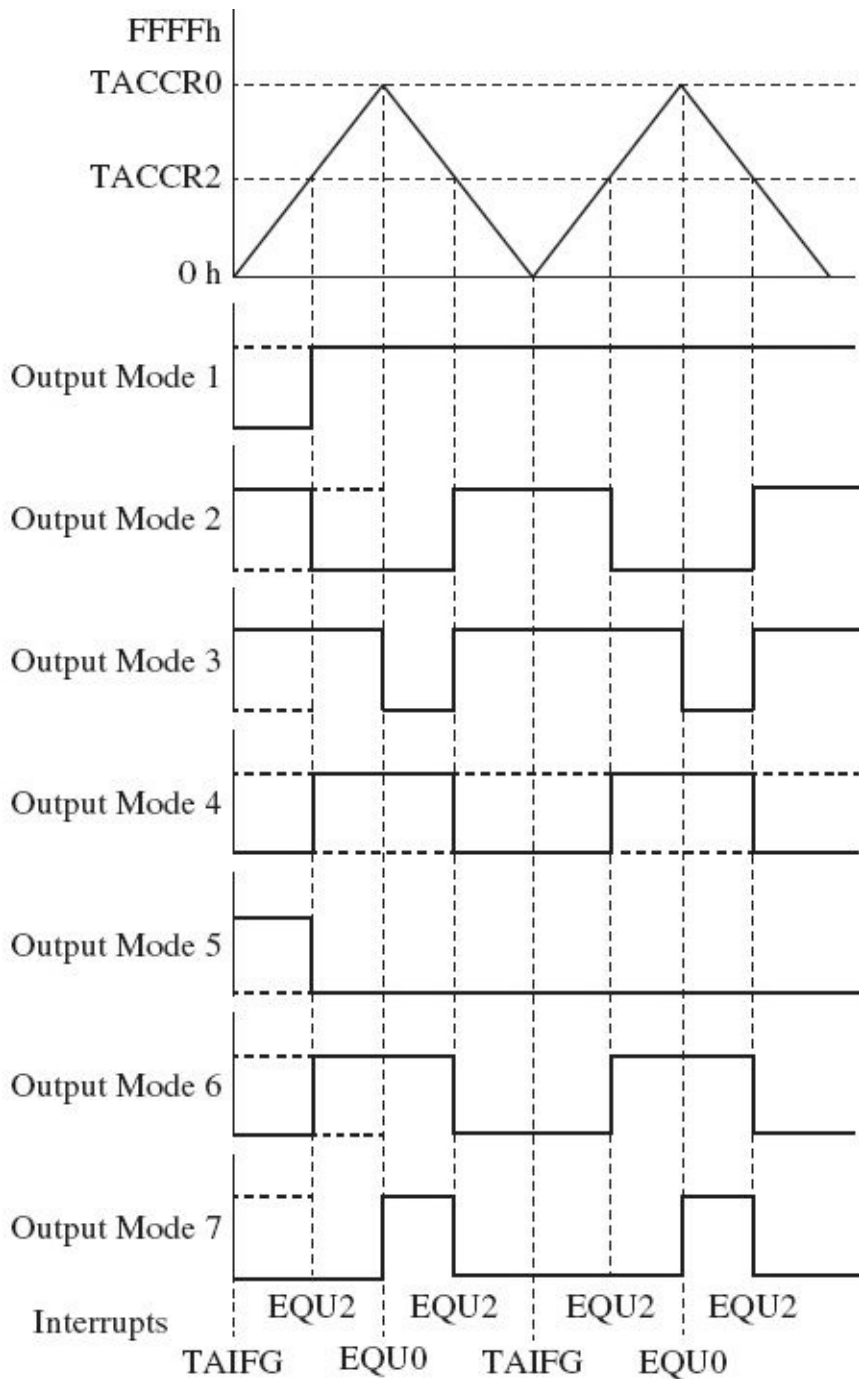 FFFFh
TACCR0
TACCR2
0 h
Output Mode 1
Output Mode 2
Output Mode 3
Output Mode 4
Output Mode 5
Output Mode 6
Output Mode 7
EQU2 EQU2 EQU2 EQU2
Interrupts
TAIFG EQU0 TAIFG EQU0